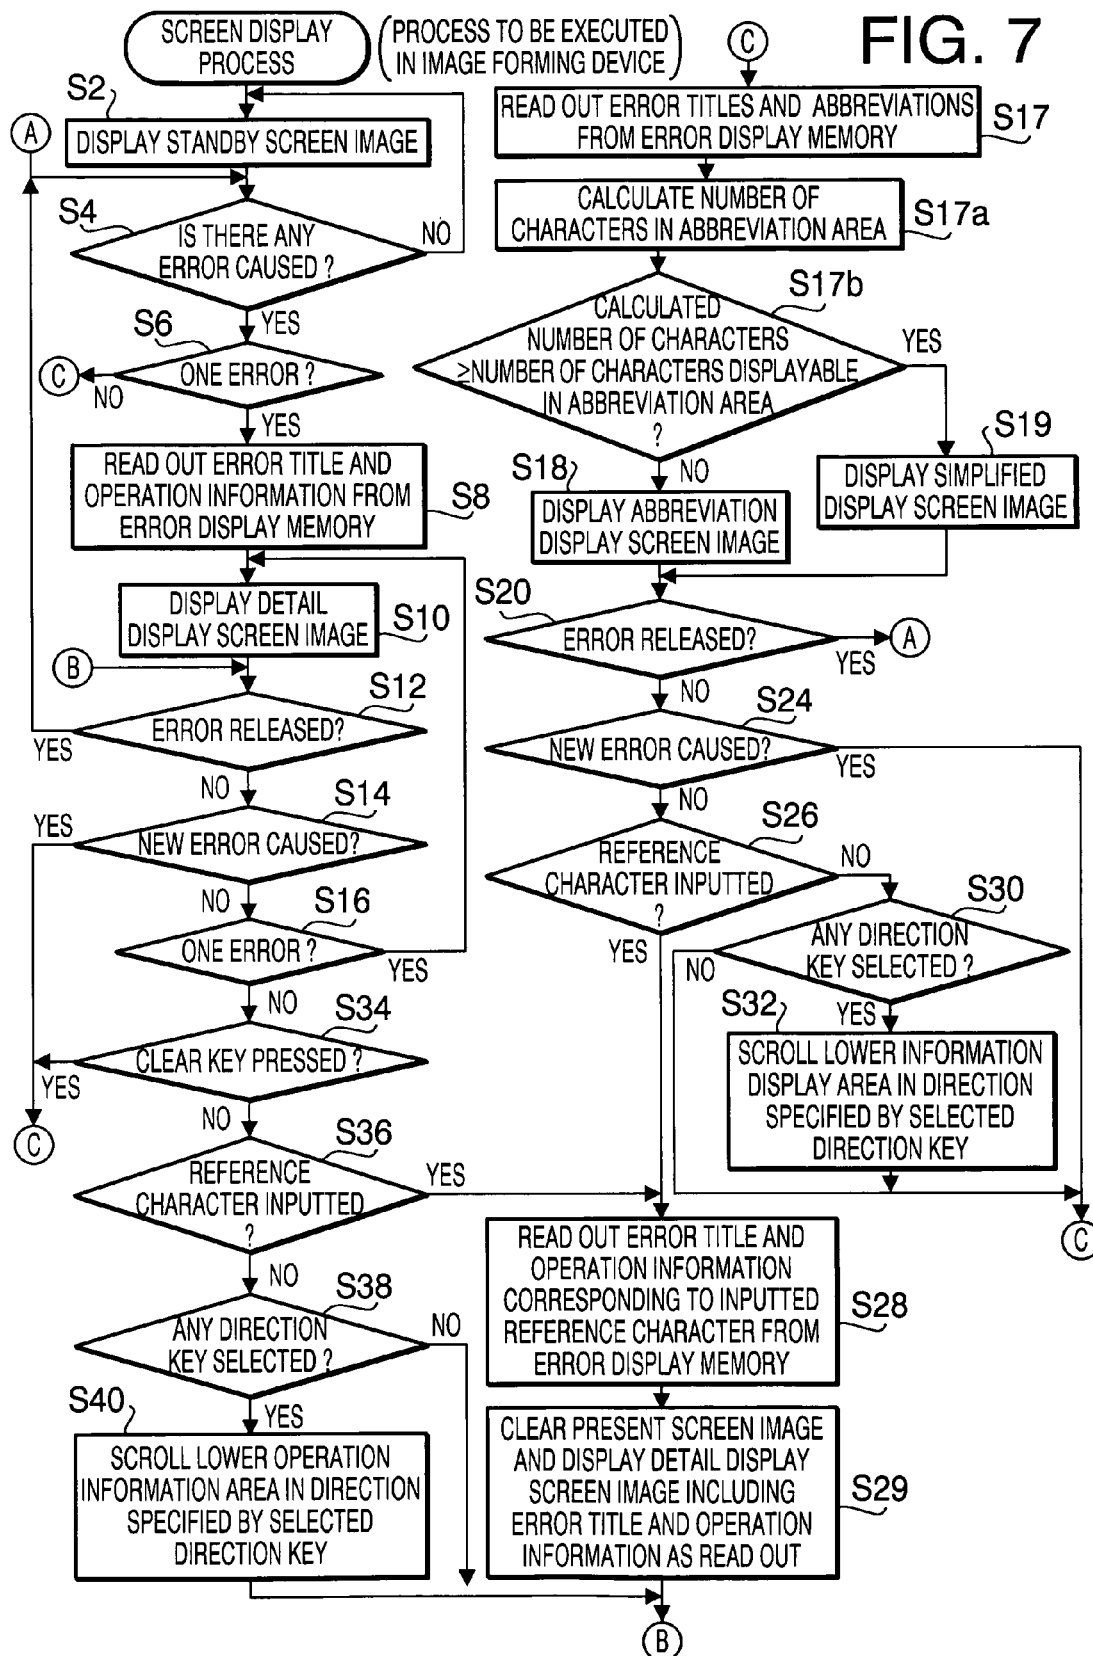 FIG. 7
SCREEN DISPLAY
PROCESS
(PROCESS TO BE EXECUTED
IN IMAGE FORMING DEVICE)
S2
DISPLAY STANDBY SCREEN IMAGE
A
S4
IS THERE ANY
ERROR CAUSED ?
NO
YES
S6
ONE ERROR ?
C
NO
YES
READ OUT ERROR TITLE AND
OPERATION INFORMATION FROM
ERROR DISPLAY MEMORY
S8
DISPLAY DETAIL
DISPLAY SCREEN IMAGE
S10
B
S12
ERROR RELEASED?
YES
NO
S14
YES
NEW ERROR CAUSED?
NO
S16
ONE ERROR ?
YES
NO
S34
CLEAR KEY PRESSED ?
YES
NO
C
S36
REFERENCE
CHARACTER INPUTTED
?
YES
NO
S38
ANY DIRECTION
KEY SELECTED ?
NO
YES
S40
SCROLL LOWER OPERATION
INFORMATION AREA IN DIRECTION
SPECIFIED BY SELECTED
DIRECTION KEY
C
READ OUT ERROR TITLES AND ABBREVIATIONS
FROM ERROR DISPLAY MEMORY
S17
CALCULATE NUMBER OF
CHARACTERS IN ABBREVIATION AREA
S17a
S17b
CALCULATED
NUMBER OF CHARACTERS
≥NUMBER OF CHARACTERS DISPLAYABLE
IN ABBREVIATION AREA
?
YES
NO
S18
DISPLAY ABBREVIATION
DISPLAY SCREEN IMAGE
S19
DISPLAY SIMPLIFIED
DISPLAY SCREEN IMAGE
S20
ERROR RELEASED?
YES
A
NO
S24
NEW ERROR CAUSED?
YES
NO
S26
REFERENCE
CHARACTER INPUTTED
?
NO
YES
S30
ANY DIRECTION
KEY SELECTED ?
NO
YES
S32
SCROLL LOWER INFORMATION
DISPLAY AREA IN DIRECTION
SPECIFIED BY SELECTED
DIRECTION KEY
C
READ OUT ERROR TITLE AND
OPERATION INFORMATION
CORRESPONDING TO INPUTTED
REFERENCE CHARACTER FROM
ERROR DISPLAY MEMORY
S28
CLEAR PRESENT SCREEN IMAGE
AND DISPLAY DETAIL DISPLAY
SCREEN IMAGE INCLUDING
ERROR TITLE AND OPERATION
INFORMATION AS READ OUT
S29
B